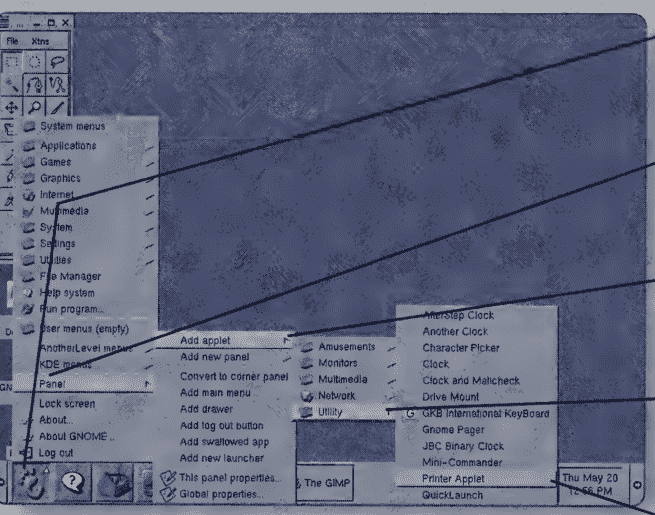 File Xtns
System menus
Applications
Games
Graphics
Internet
Multimedia
System
Settings
Utilities
File Manager
Help system
Run program...
User menus (empty)
AnotherLevel menus
KDE menus
Panel
Lock screen
About...
About GNOME...
Log out
Add applet
Add new panel
Convert to corner panel
Add main menu
Add drawer
Add log out button
Add swallowed app
Add new launcher
This panel properties...
Global properties...
Amusements
Monitors
Multimedia
Network
Utility
AfterStep Clock
Another Clock
Character Picker
Clock
Clock and Mailcheck
Drive Mount
GKB International KeyBoard
Gnome Pager
JBC Binary Clock
Mini-Commander
Printer Applet
QuickLaunch
The GIMP
Thu May 20
12:56 PM